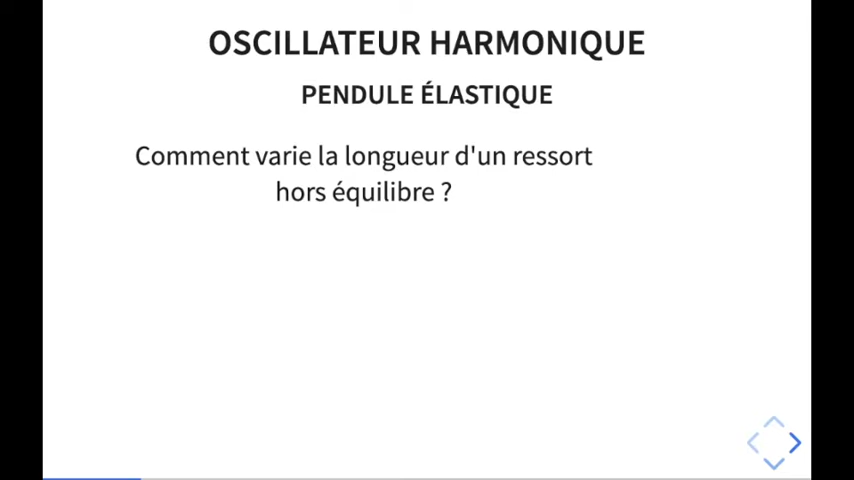 OSCILLATEUR HARMONIQUE
PENDULE ÉLASTIQUE
Comment varie la longueur d'un ressort
hors équilibre ?